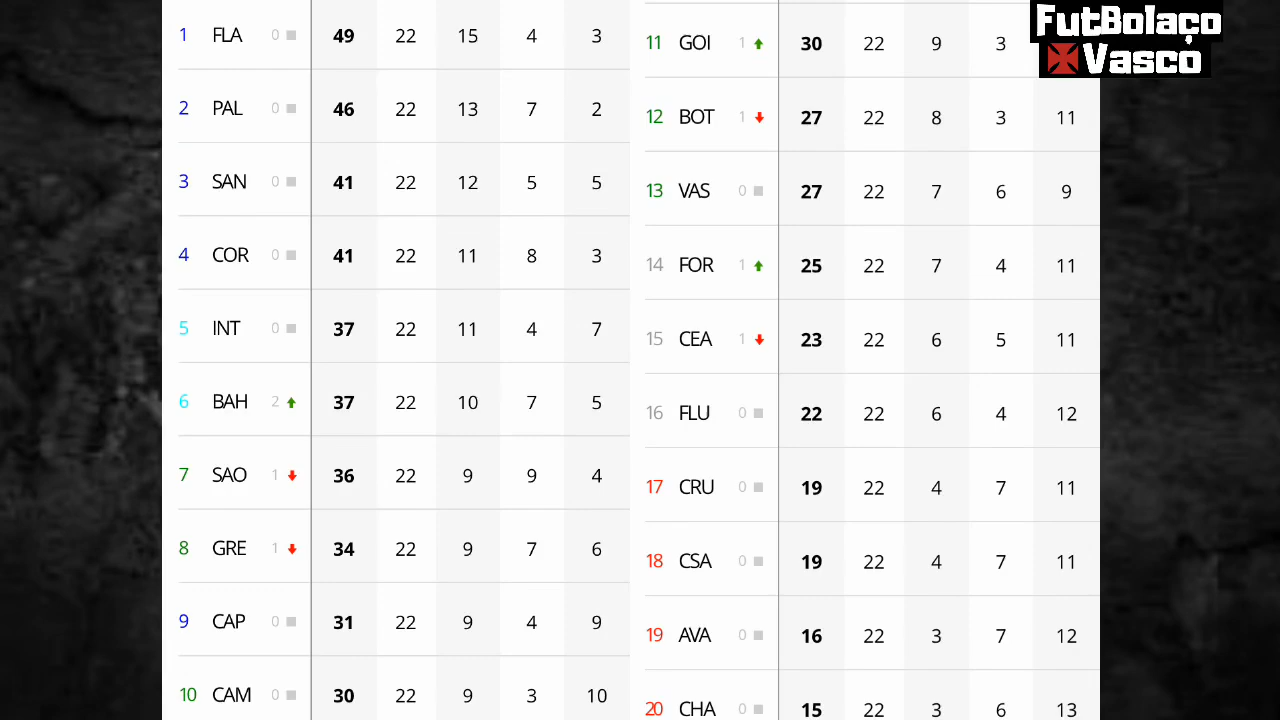 1 FLA 0 49 22 15 4 3
2 PAL 0 46 22 13 7 2
3 SAN 0 41 22 12 5 5
4 COR 0 41 22 11 8 3
5 INT 0 37 22 11 4 7
6 BAH 2 37 22 10 7 5
7 SAO 1 36 22 9 9 4
8 GRE 1 34 22 9 7 6
9 CAP 0 31 22 9 4 9
10 CAM 0 30 22 9 3 10
FutBolaço
Vasco
11 GOI 1 30 22 9 3
12 BOT 1 27 22 8 3 11
13 VAS 0 27 22 7 6 9
14 FOR 1 25 22 7 4 11
15 CEA 1 23 22 6 5 11
16 FLU 0 22 22 6 4 12
17 CRU 0 19 22 4 7 11
18 CSA 0 19 22 4 7 11
19 AVA 0 16 22 3 7 12
20 CHA 0 15 22 3 6 13